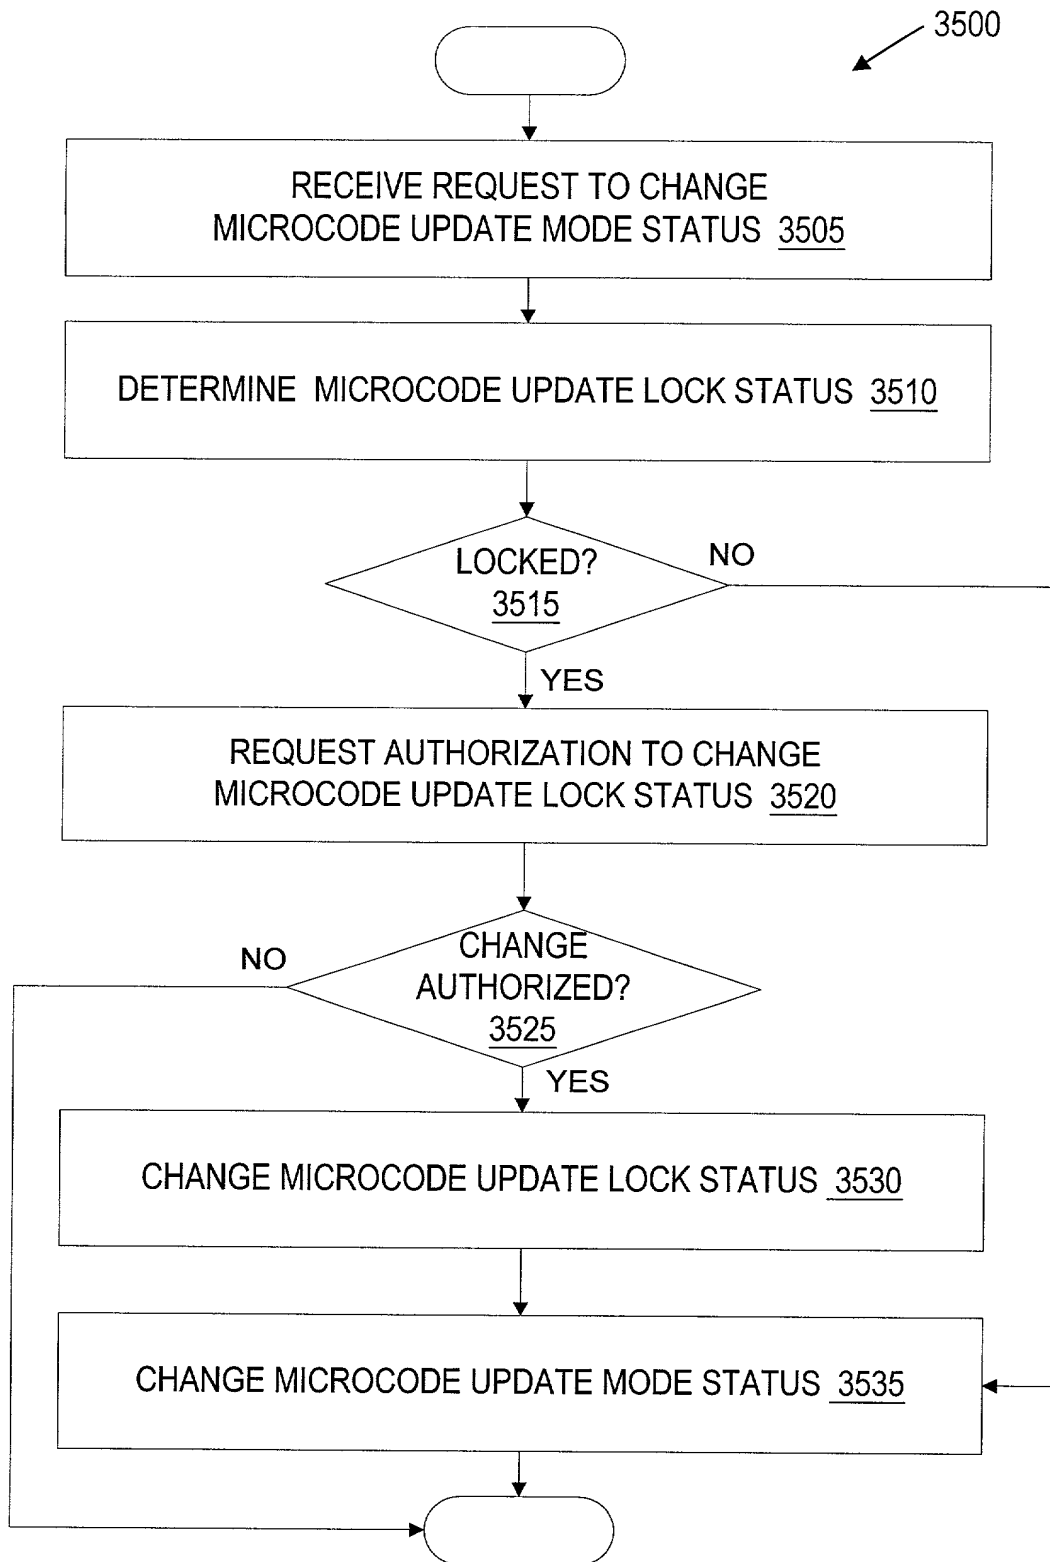 3500
RECEIVE REQUEST TO CHANGE
MICROCODE UPDATE MODE STATUS 3505
DETERMINE MICROCODE UPDATE LOCK STATUS 3510
LOCKED?
3515
NO
YES
REQUEST AUTHORIZATION TO CHANGE
MICROCODE UPDATE LOCK STATUS 3520
NO
CHANGE
AUTHORIZED?
3525
YES
CHANGE MICROCODE UPDATE LOCK STATUS 3530
CHANGE MICROCODE UPDATE MODE STATUS 3535